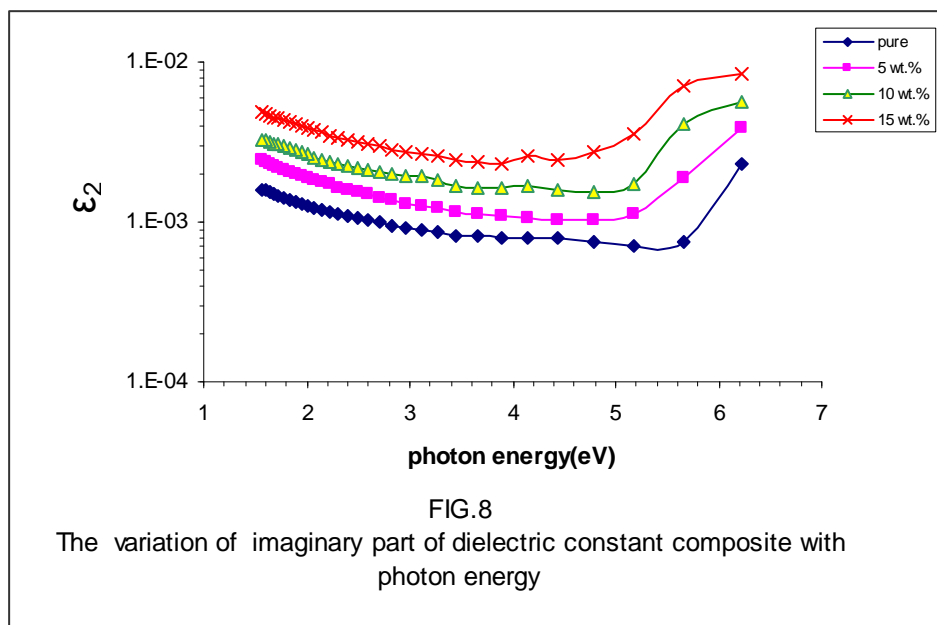 1.E-02
1.E-03
1.E-04
ε2
1 2 3 4 5 6 7
photon energy(eV)
pure
5 wt.%
10 wt.%
15 wt.%
FIG.8
The variation of imaginary part of dielectric constant composite with
photon energy